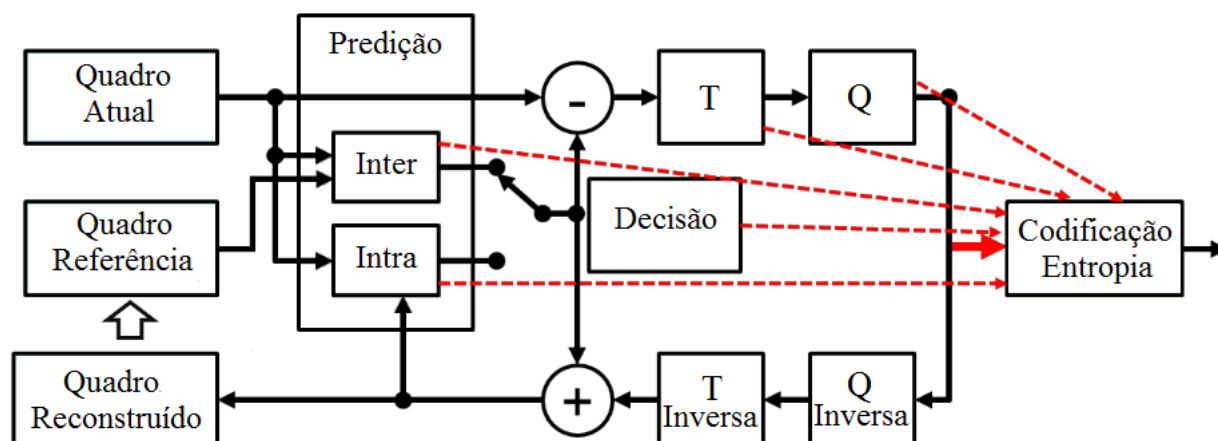 Predição
Quadro
Atual
-
T
Q
Inter
Decisão
Quadro
Referência
Intra
Codificação
Entropia
Quadro
Reconstruído
+
T
Inversa
Q
Inversa